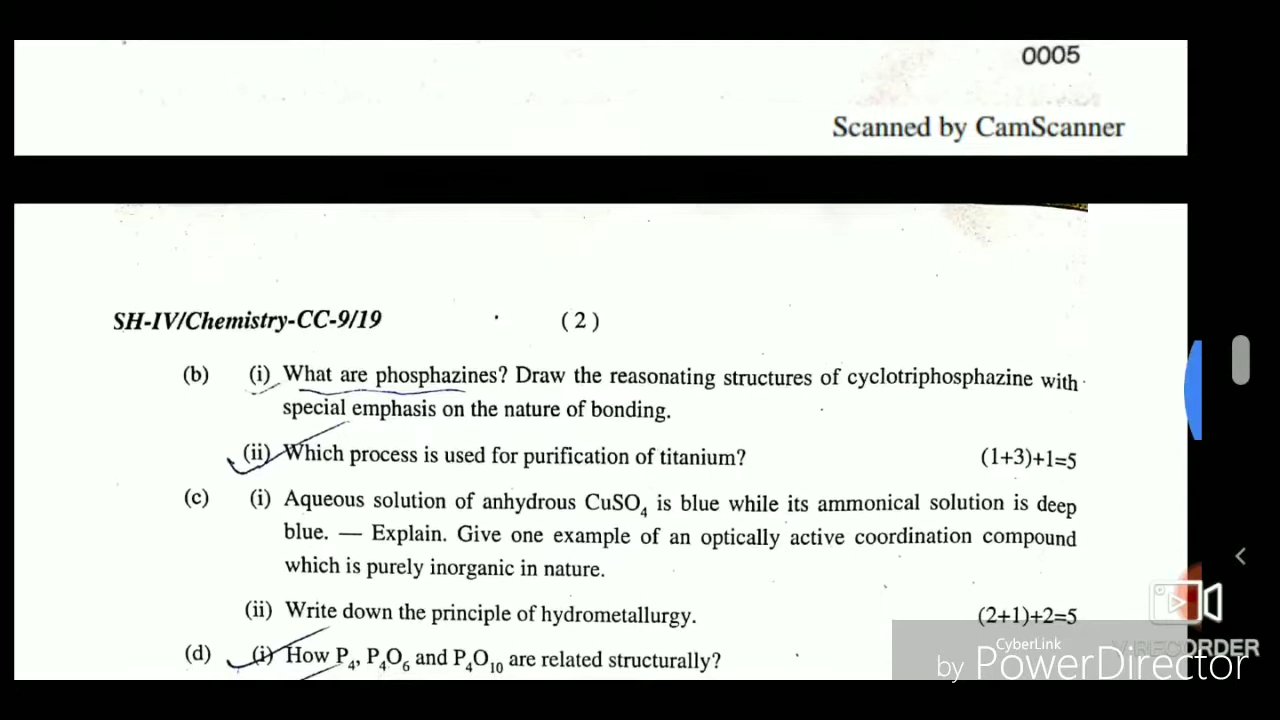 0005
Scanned by CamScanner
SH-IV/Chemistry-CC-9/19 (2)
(b) (i) What are phosphazines? Draw the reasonating structures of cyclotriphosphazine with
special emphasis on the nature of bonding.
(ii) Which process is used for purification of titanium? (1+3)+1=5
(c) (i) Aqueous solution of anhydrous CuSO₄ is blue while its ammonical solution is deep
blue. — Explain. Give one example of an optically active coordination compound
which is purely inorganic in nature.
(ii) Write down the principle of hydrometallurgy. (2+1)+2=5
(d) (i) How P₄, P₄O₆ and P₄O₁₀ are related structurally?
CyberLink
by PowerDirector
ORDER